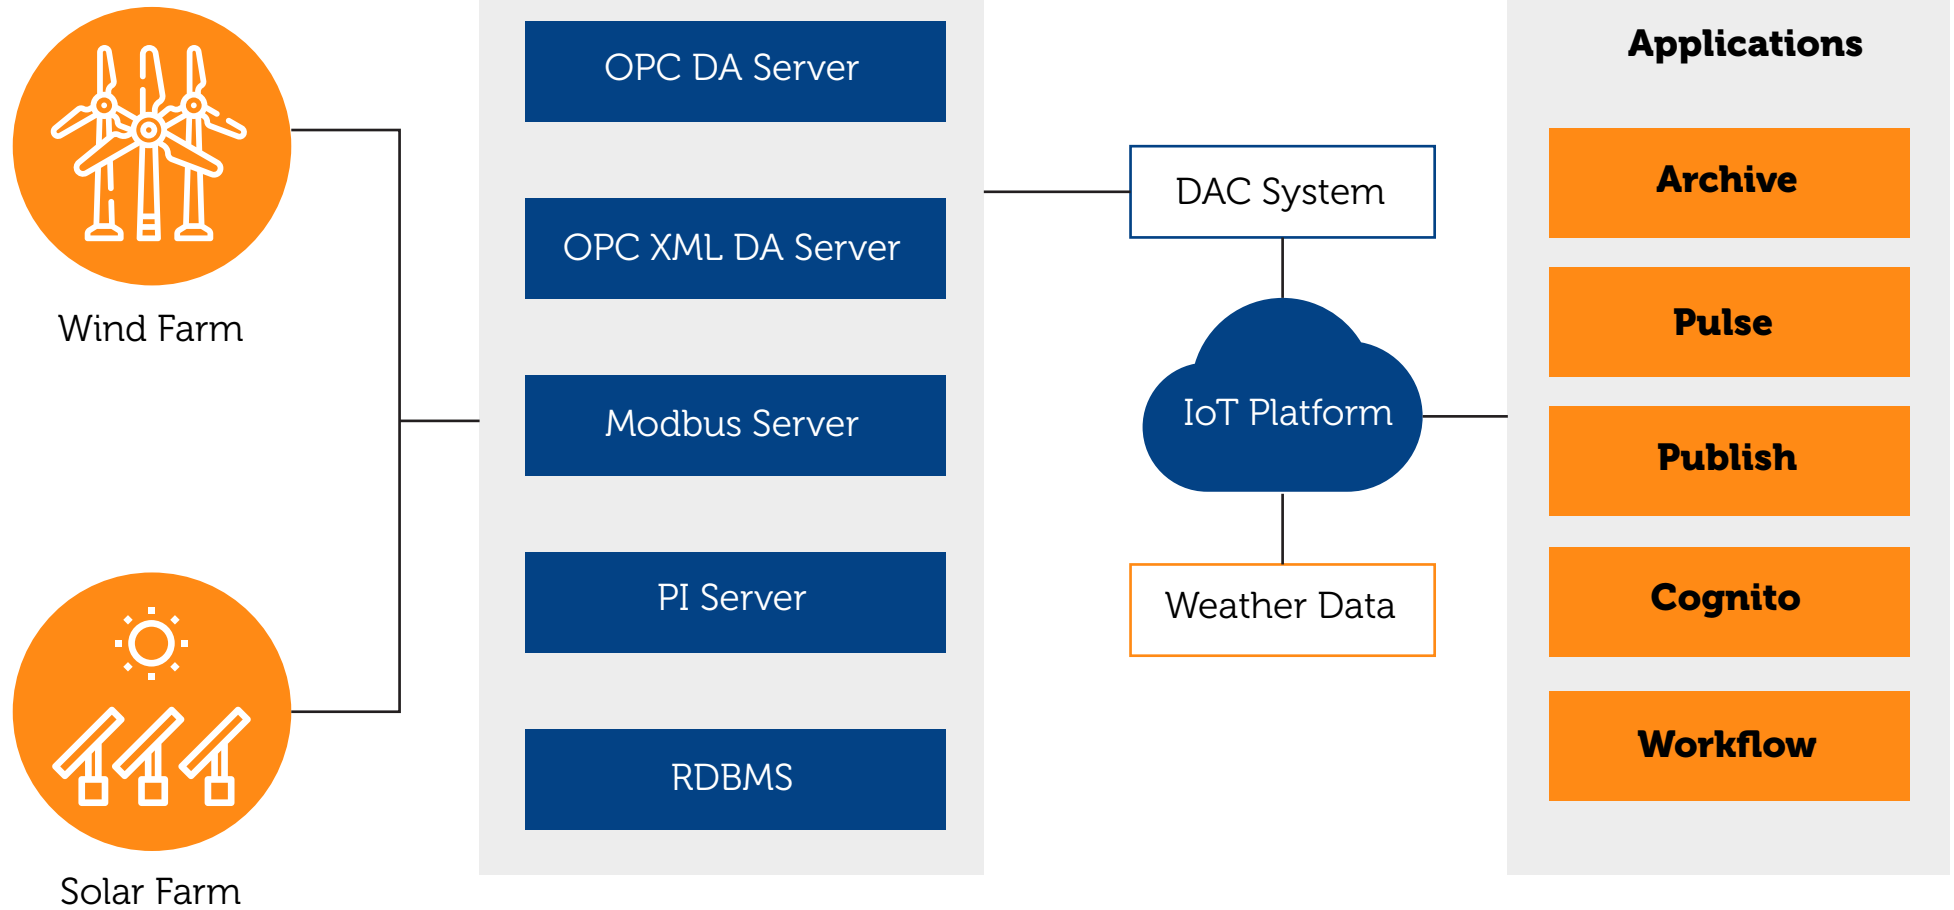 Wind Farm
Solar Farm
OPC DA Server
OPC XML DA Server
Modbus Server
PI Server
RDBMS
DAC System
IoT Platform
Weather Data
Applications
Archive
Pulse
Publish
Cognito
Workflow